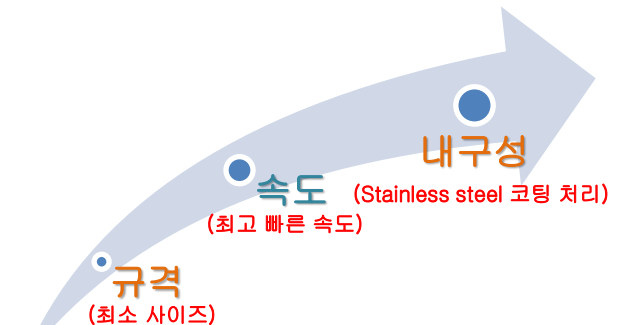 내구성
(Stainless steel 코팅 처리)
속도
(최고 빠른 속도)
규격
(최소 사이즈)